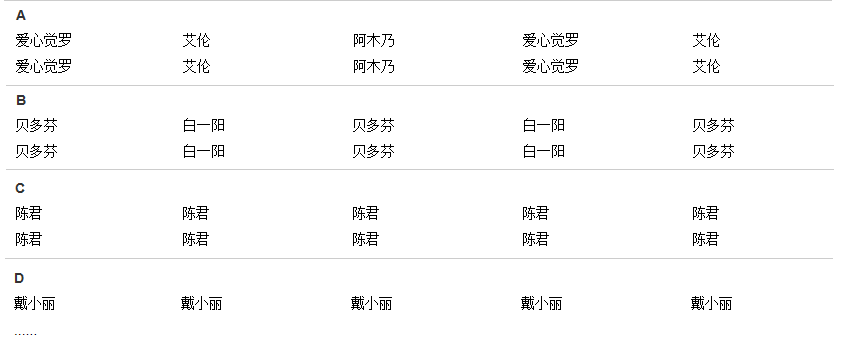 A
爱心觉罗 艾伦 阿木乃 爱心觉罗 艾伦
爱心觉罗 艾伦 阿木乃 爱心觉罗 艾伦
B
贝多芬 白一阳 贝多芬 白一阳 贝多芬
贝多芬 白一阳 贝多芬 白一阳 贝多芬
C
陈君 陈君 陈君 陈君 陈君
陈君 陈君 陈君 陈君 陈君
D
戴小丽 戴小丽 戴小丽 戴小丽 戴小丽
……